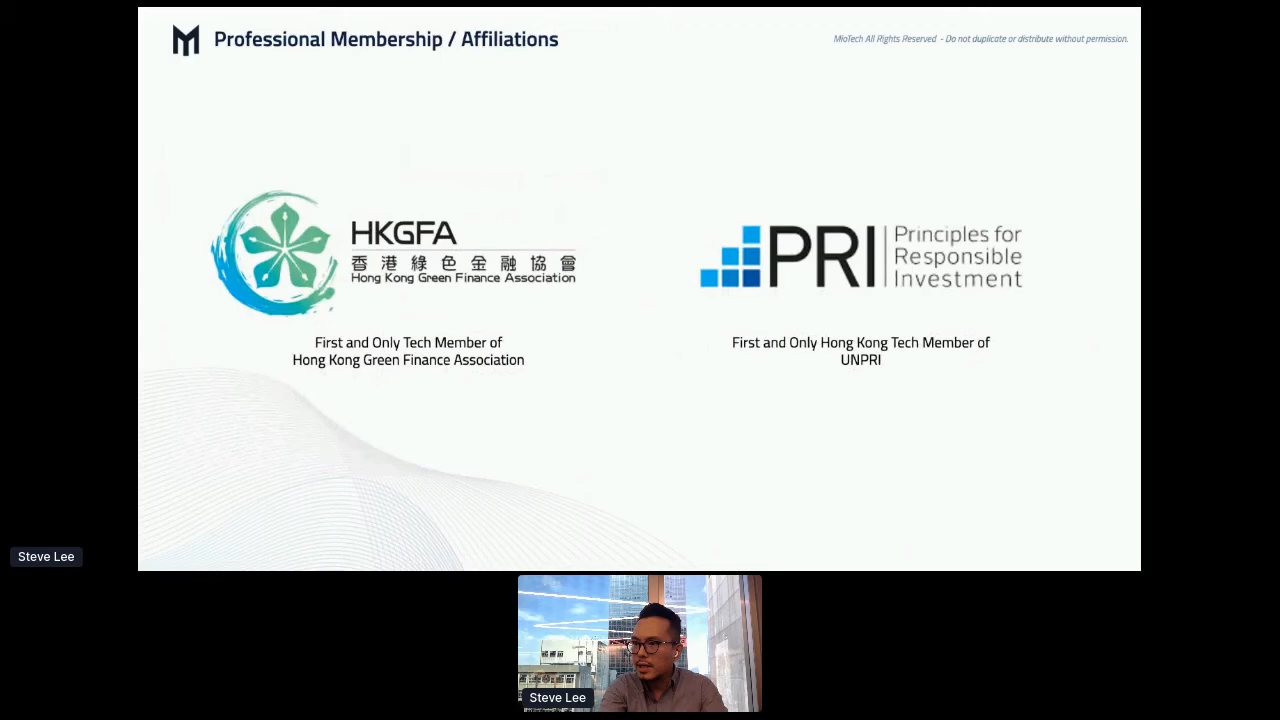 Professional Membership / Affiliations
MioTech All Rights Reserved - Do not duplicate or distribute without permission.
HKGFA
香港綠色金融協會
Hong Kong Green Finance Association
First and Only Tech Member of
Hong Kong Green Finance Association
PRI
Principles for
Responsible
Investment
First and Only Hong Kong Tech Member of
UNPRI
Steve Lee
Steve Lee